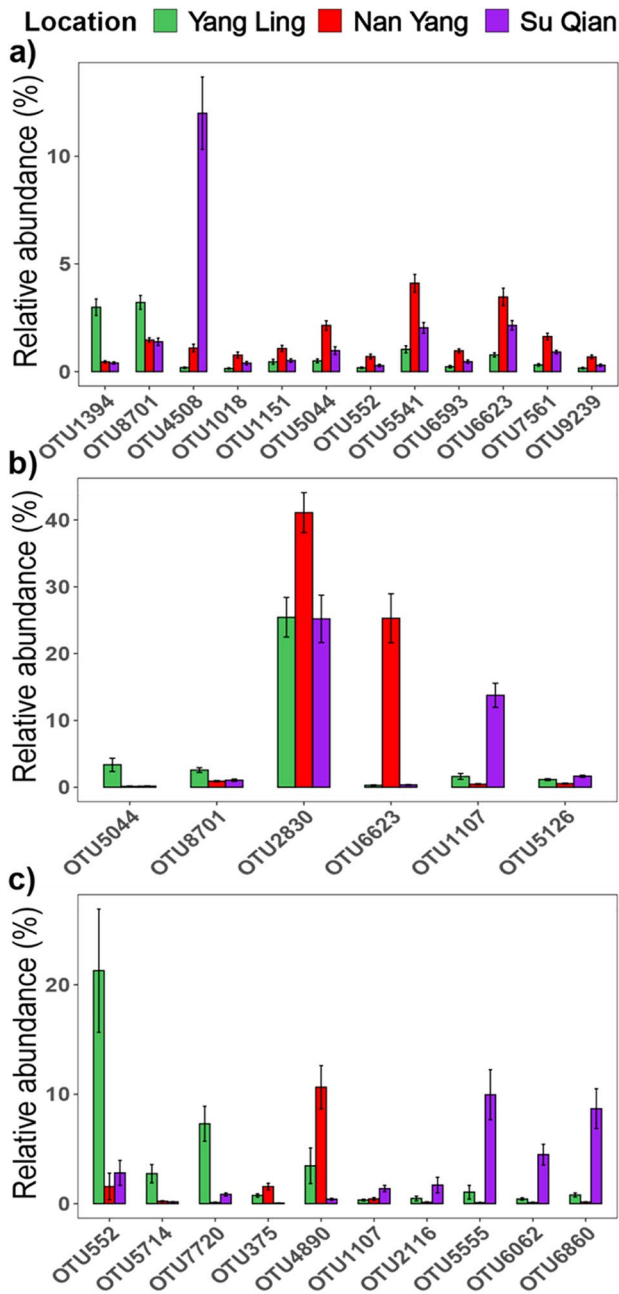 Location Yang Ling Nan Yang Su Qian
a)
Relative abundance (%)
10
5
0
OTU1394 OTU8701 OTU4508 OTU1018 OTU1151 OTU5044 OTU552 OTU5541 OTU6593 OTU6623 OTU7561 OTU9239
b)
Relative abundance (%)
40
30
20
10
0
OTU5044 OTU8701 OTU2830 OTU6623 OTU1107 OTU5126
c)
Relative abundance (%)
20
10
0
OTU552 OTU5714 OTU7720 OTU375 OTU4890 OTU1107 OTU2116 OTU5555 OTU6062 OTU6860